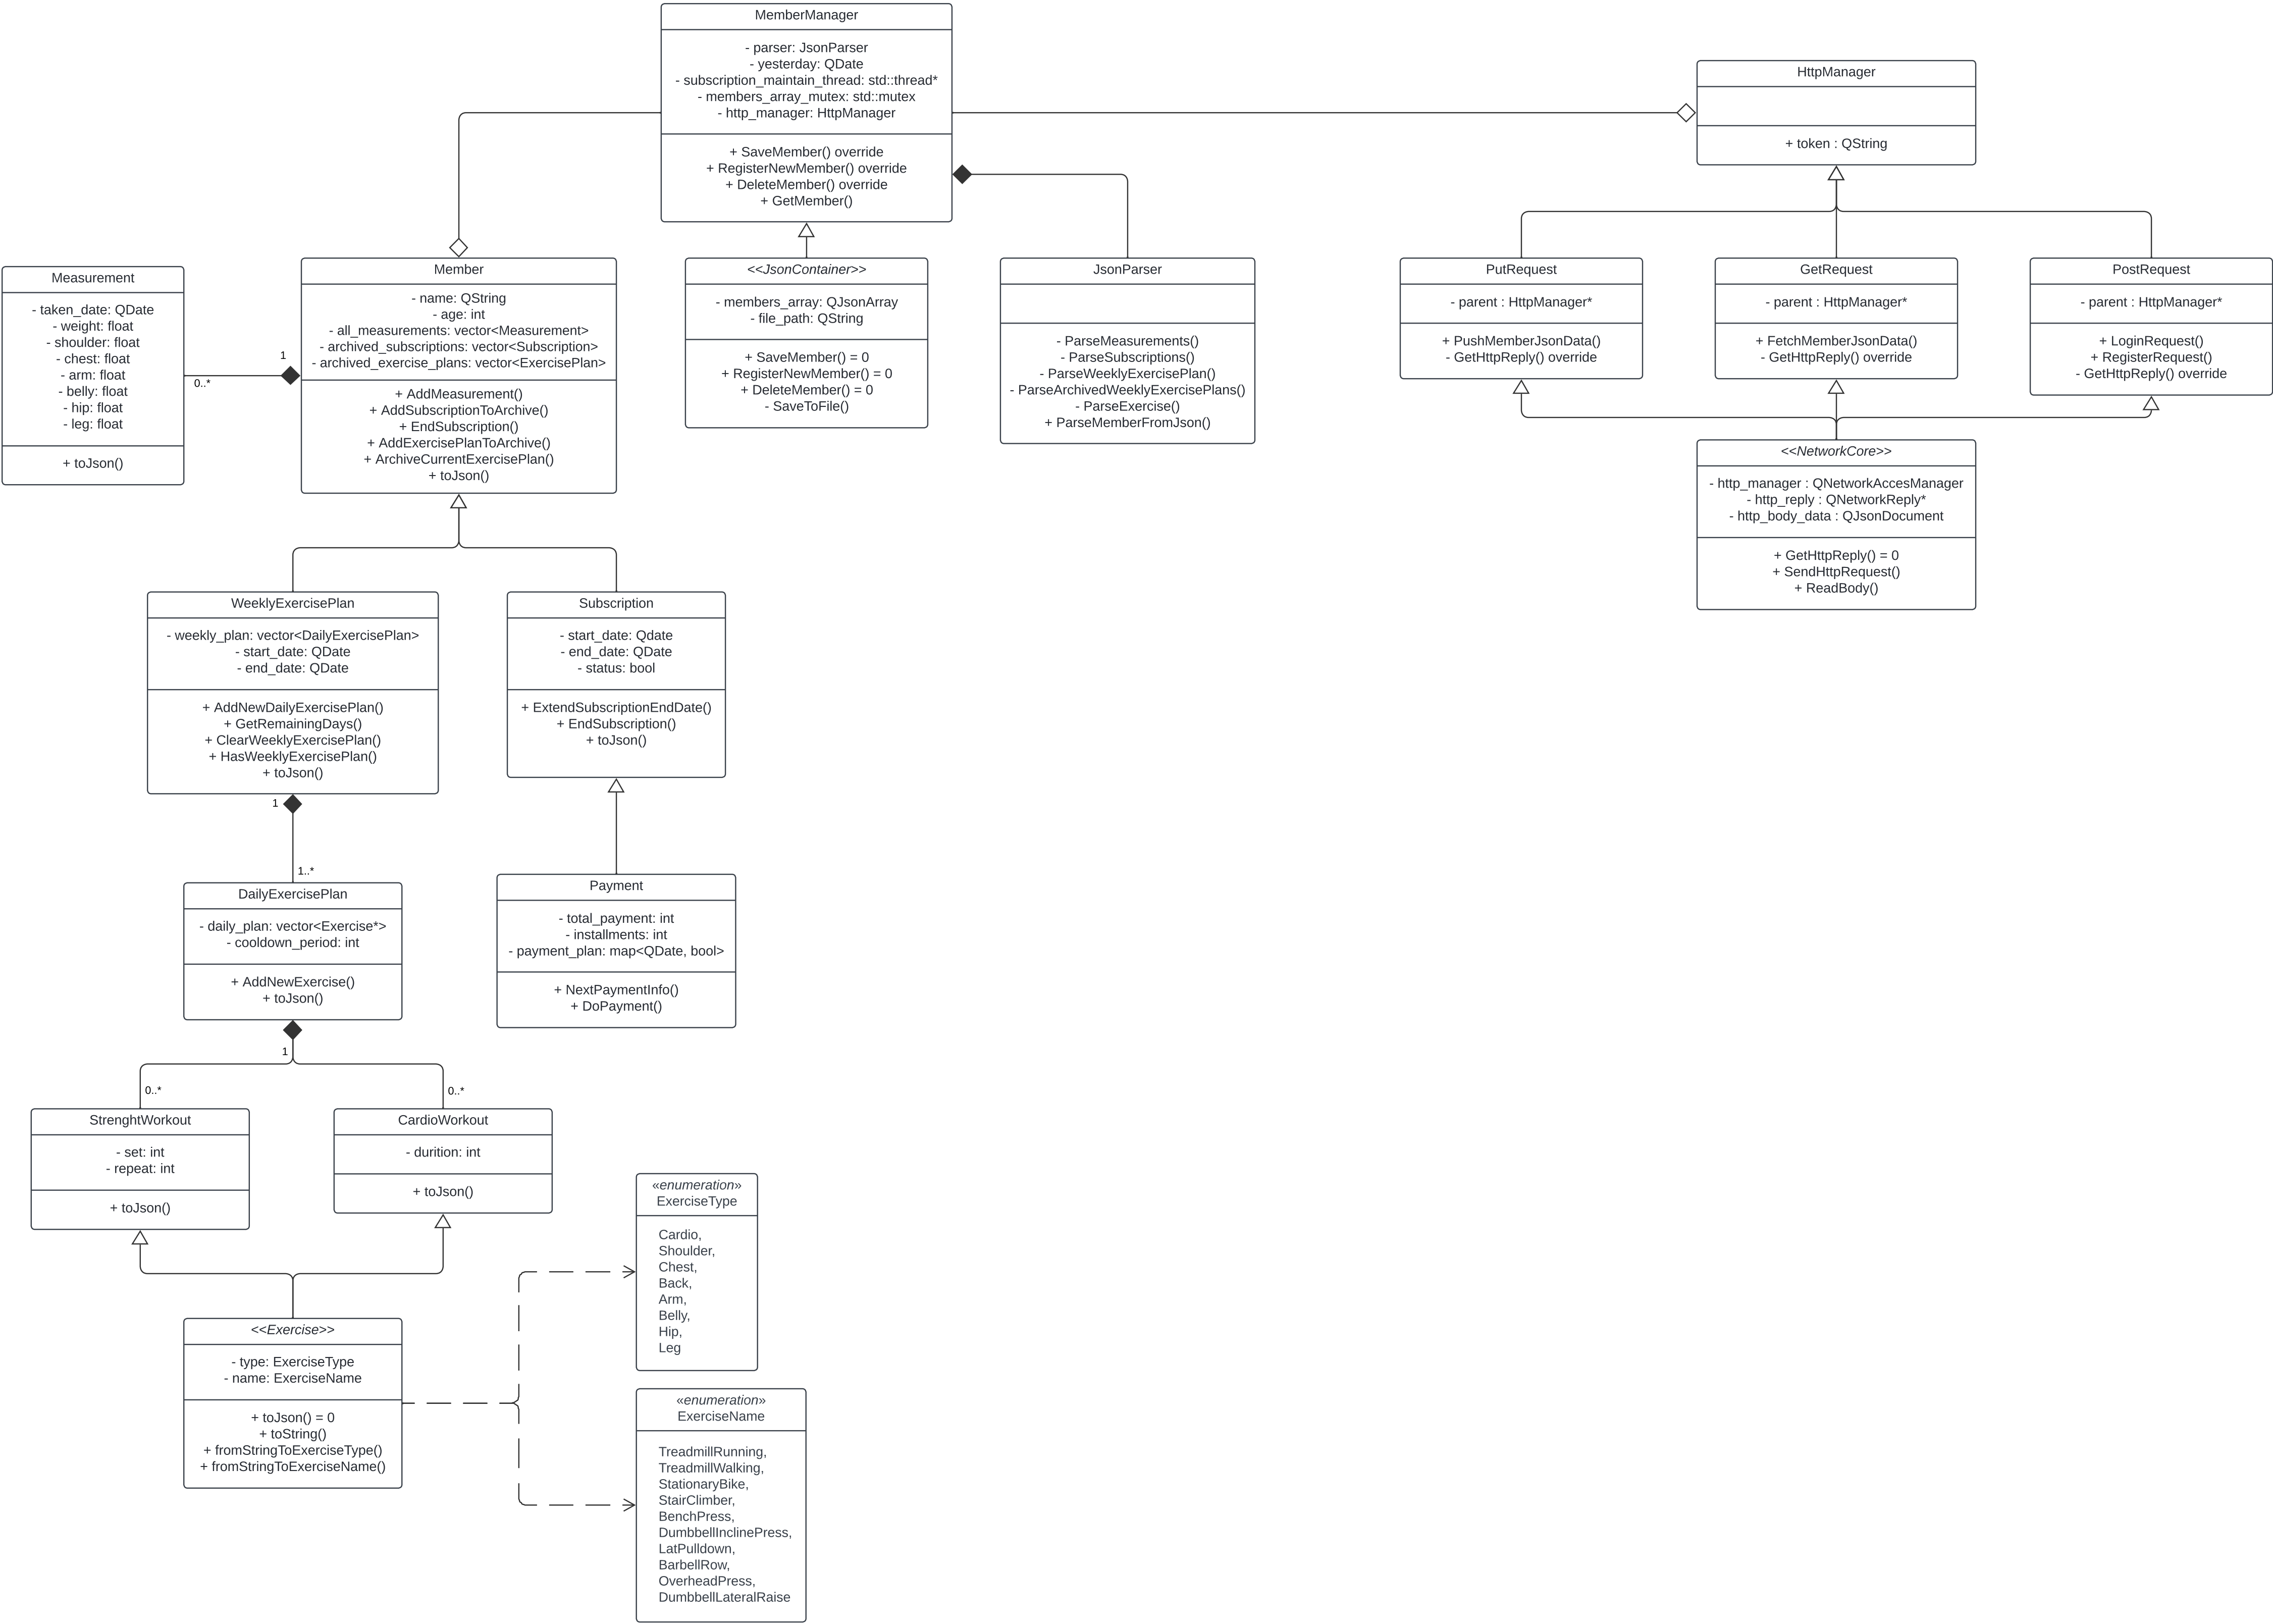 MemberManager
- parser: JsonParser
- yesterday: QDate
- subscription_maintain_thread: std::thread*
- members_array_mutex: std::mutex
- http_manager: HttpManager
+ SaveMember() override
+ RegisterNewMember() override
+ DeleteMember() override
+ GetMember()
HttpManager
+ token : QString
Measurement
- taken_date: QDate
- weight: float
- shoulder: float
- chest: float
- arm: float
- belly: float
- hip: float
- leg: float
+ toJson()
0..*
1
Member
- name: QString
- age: int
- all_measurements: vector<Measurement>
- archived_subscriptions: vector<Subscription>
- archived_exercise_plans: vector<ExercisePlan>
+ AddMeasurement()
+ AddSubscriptionToArchive()
+ EndSubscription()
+ AddExercisePlanToArchive()
+ ArchiveCurrentExercisePlan()
+ toJson()
<<JsonContainer>>
- members_array: QJsonArray
- file_path: QString
+ SaveMember() = 0
+ RegisterNewMember() = 0
+ DeleteMember() = 0
- SaveToFile()
JsonParser
- ParseMeasurements()
- ParseSubscriptions()
- ParseWeeklyExercisePlan()
- ParseArchivedWeeklyExercisePlans()
- ParseExercise()
+ ParseMemberFromJson()
PutRequest
- parent : HttpManager*
+ PushMemberJsonData()
- GetHttpReply() override
GetRequest
- parent : HttpManager*
+ FetchMemberJsonData()
- GetHttpReply() override
PostRequest
- parent : HttpManager*
+ LoginRequest()
+ RegisterRequest()
- GetHttpReply() override
<<NetworkCore>>
- http_manager : QNetworkAccesManager
- http_reply : QNetworkReply*
- http_body_data : QJsonDocument
+ GetHttpReply() = 0
+ SendHttpRequest()
+ ReadBody()
WeeklyExercisePlan
- weekly_plan: vector<DailyExercisePlan>
- start_date: QDate
- end_date: QDate
+ AddNewDailyExercisePlan()
+ GetRemainingDays()
+ ClearWeeklyExercisePlan()
+ HasWeeklyExercisePlan()
+ toJson()
Subscription
- start_date: Qdate
- end_date: QDate
- status: bool
+ ExtendSubscriptionEndDate()
+ EndSubscription()
+ toJson()
1
1..*
DailyExercisePlan
- daily_plan: vector<Exercise*>
- cooldown_period: int
+ AddNewExercise()
+ toJson()
Payment
- total_payment: int
- installments: int
- payment_plan: map<QDate, bool>
+ NextPaymentInfo()
+ DoPayment()
1
0..*
0..*
StrenghtWorkout
- set: int
- repeat: int
+ toJson()
CardioWorkout
- durition: int
+ toJson()
«enumeration»
ExerciseType
Cardio,
Shoulder,
Chest,
Back,
Arm,
Belly,
Hip,
Leg
<<Exercise>>
- type: ExerciseType
- name: ExerciseName
+ toJson() = 0
+ toString()
+ fromStringToExerciseType()
+ fromStringToExerciseName()
«enumeration»
ExerciseName
TreadmillRunning,
TreadmillWalking,
StationaryBike,
StairClimber,
BenchPress,
DumbbellInclinePress,
LatPulldown,
BarbellRow,
OverheadPress,
DumbbellLateralRaise